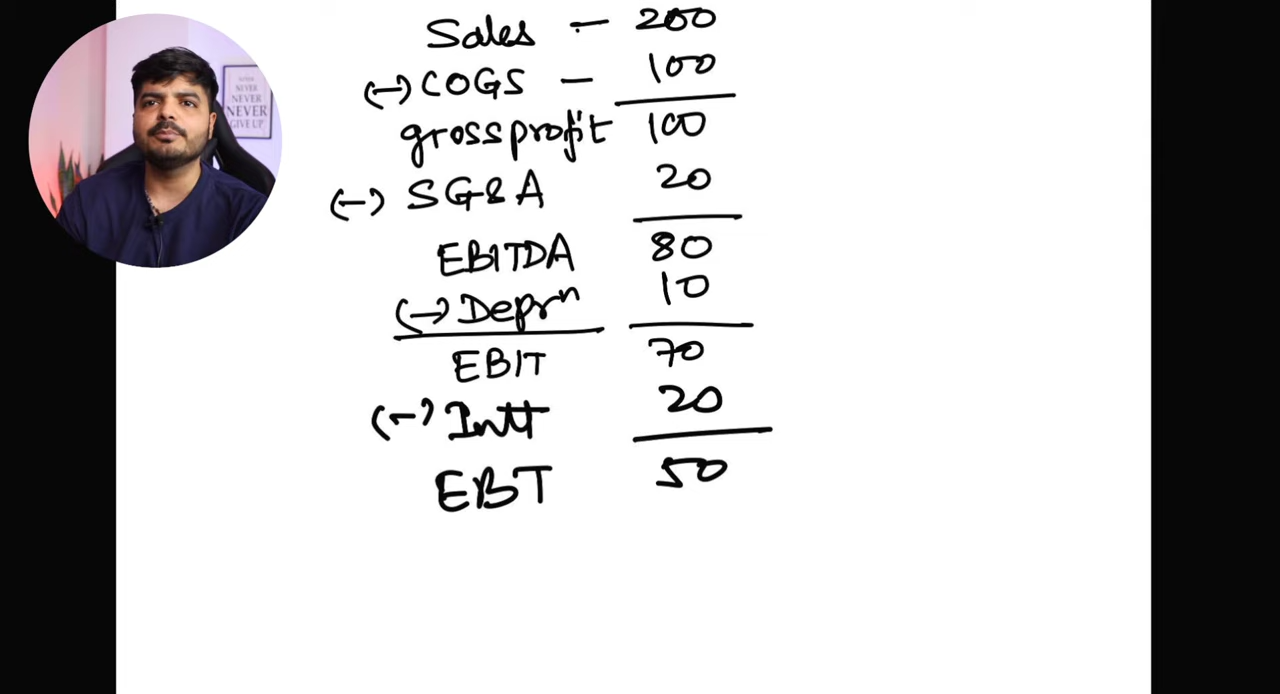 Sales - 200
(-) COGS - 100
gross profit 100
(-) SG&A 20
EBITDA 80
(-) Deprn 10
EBIT 70
(-) Intt 20
EBT 50
NEVER
NEVER
NEVER
GIVE UP